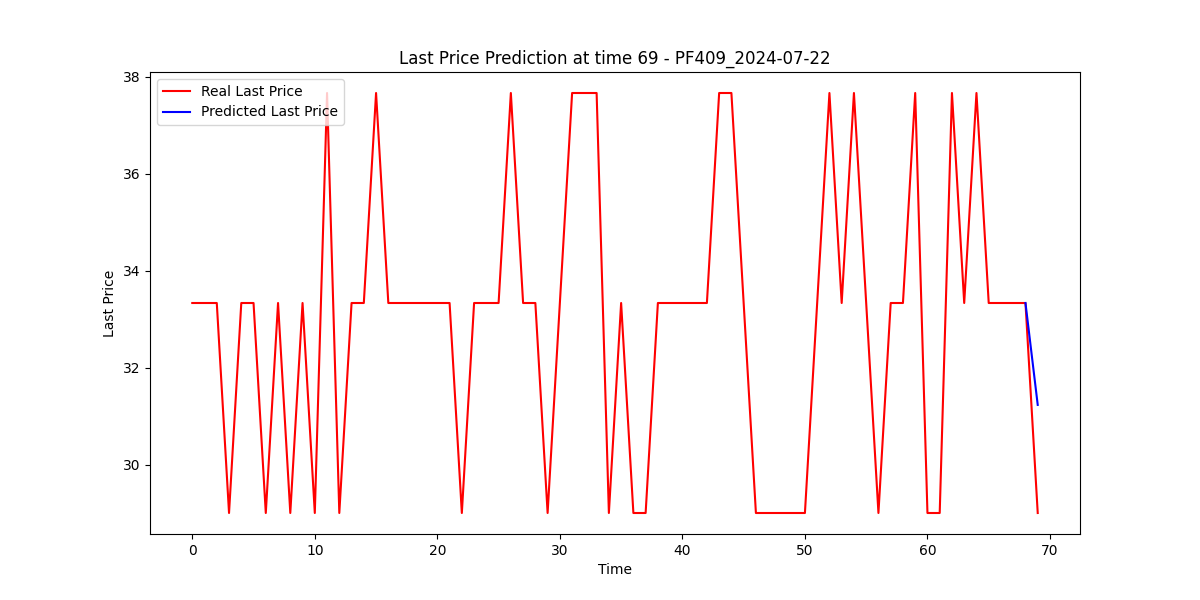 Last Price Prediction at time 69 - PF409_2024-07-22
Real Last Price
Predicted Last Price
Last Price
38
36
34
32
30
0 10 20 30 40 50 60 70
Time